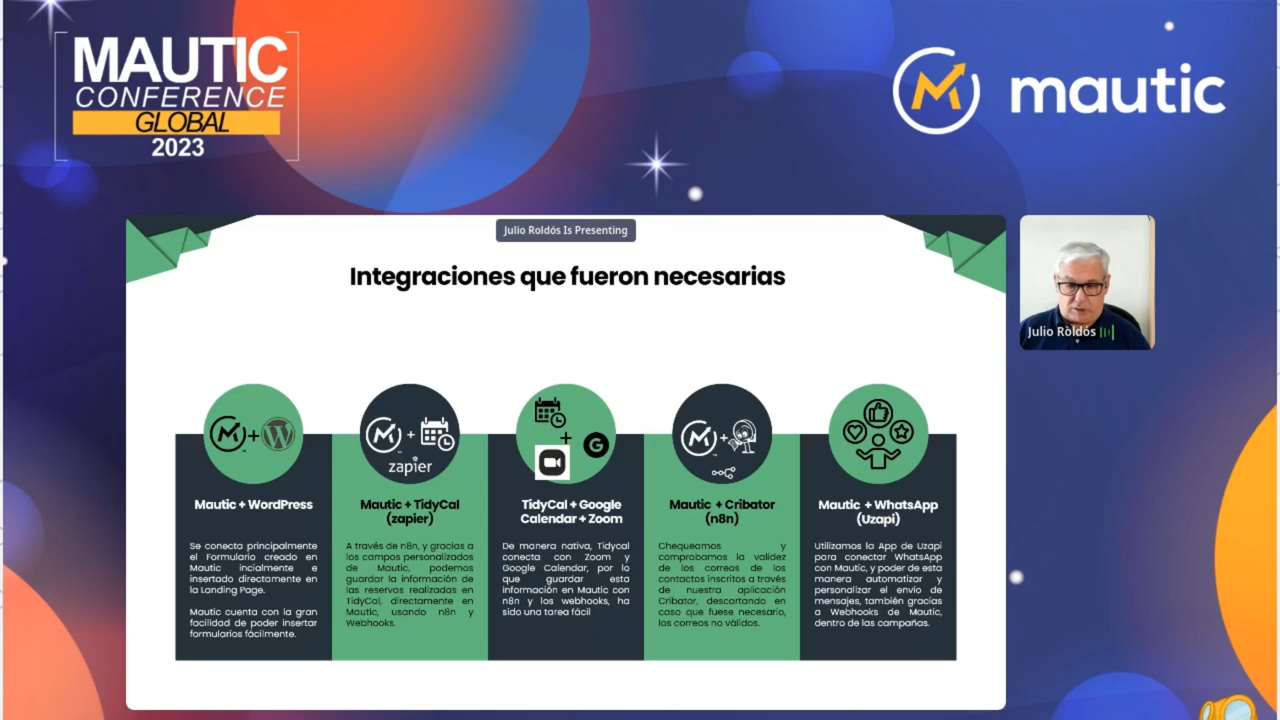 MAUTIC
CONFERENCE
GLOBAL
2023
mautic
Julio Roldós Is Presenting
Integraciones que fueron necesarias
Julio Roldós
zapier
Mautic + WordPress
Se conecta principalmente
el Formulario creado en
Mautic incialmente e
insertado directamente en
la Landing Page.
Mautic cuenta con la gran
facilidad de poder insertar
formularios fácilmente.
Mautic + TidyCal
(zapier)
A través de n8n, y gracias a
los campos personalizados
de Mautic, podemos
guardar la información de
las reservas realizadas en
TidyCal, directamente en
Mautic, usando n8n y
Webhooks.
TidyCal + Google
Calendar + Zoom
De manera nativa, Tidycal
conecta con Zoom y
Google Calendar, por lo
que guardar esta
información en Mautic con
n8n y los webhooks, ha
sido una tarea fácil
Mautic + Cribator
(n8n)
Chequeamos y
comprobamos la validez
de los correos de los
contactos inscritos a través
de nuestra aplicación
Cribator, descartando en
caso que fuese necesario,
los correos no válidos.
Mautic + WhatsApp
(Uzapi)
Utilizamos la App de Uzapi
para conectar WhatsApp
con Mautic, y poder de esta
manera automatizar y
personalizar el envío de
mensajes, también gracias
a Webhooks de Mautic,
dentro de las campañas.